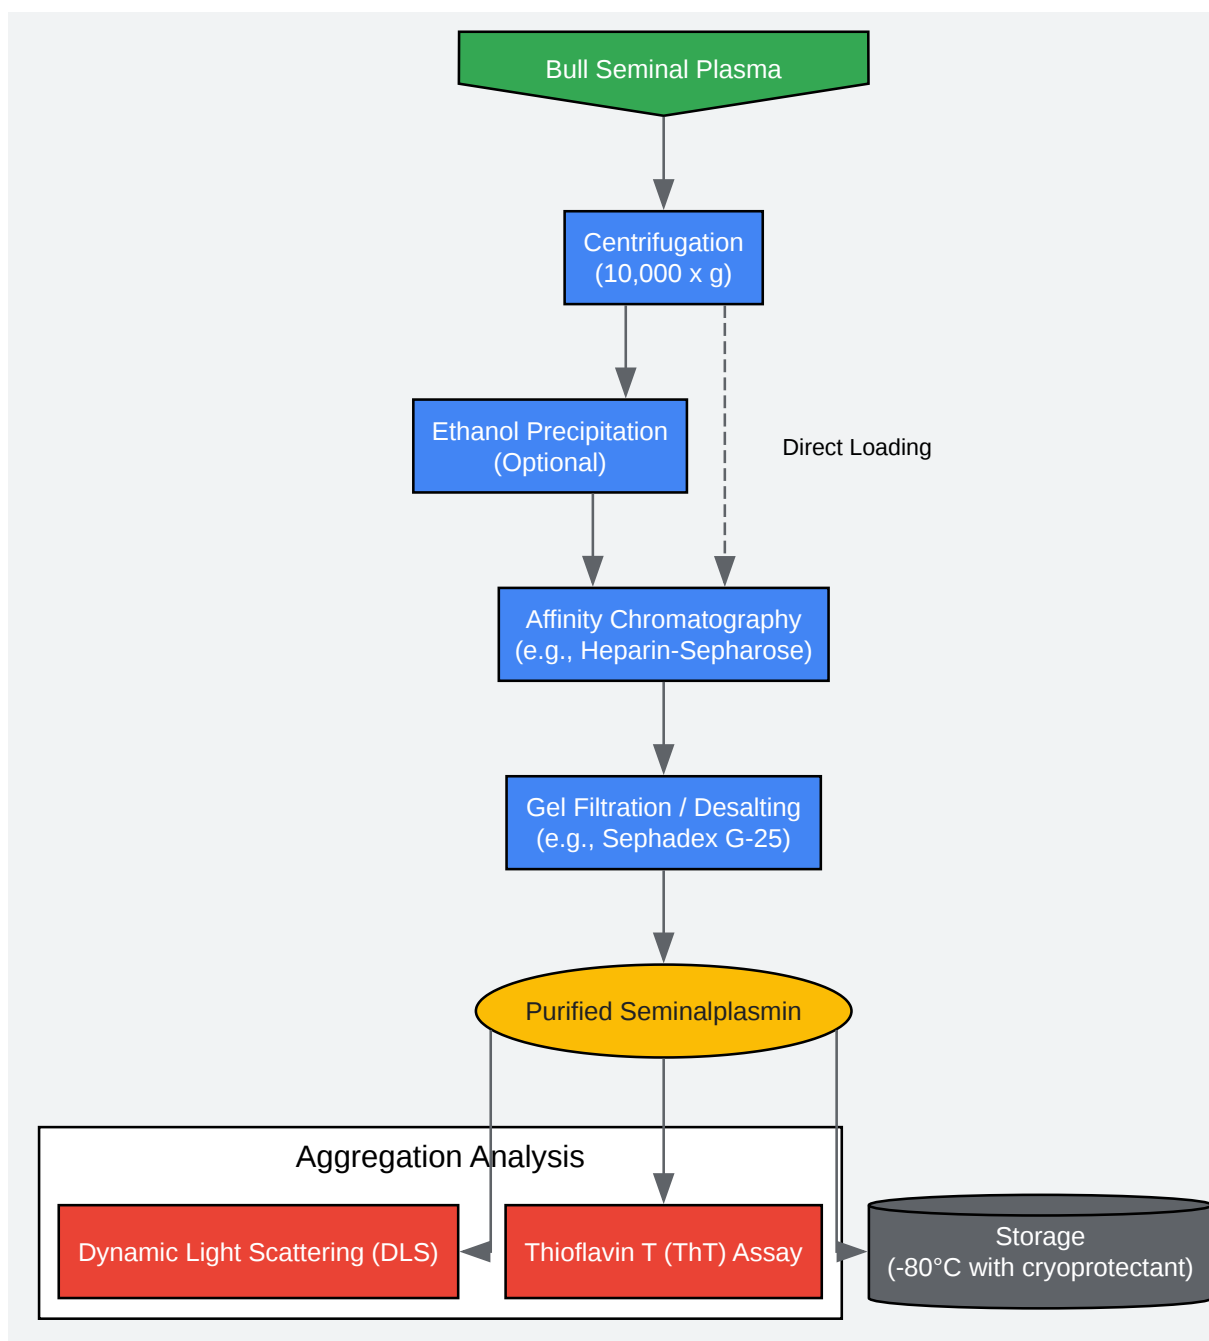 Bull Seminal Plasma
Centrifugation
(10,000 x g)
Ethanol Precipitation
(Optional)
Direct Loading
Affinity Chromatography
(e.g., Heparin-Sepharose)
Gel Filtration / Desalting
(e.g., Sephadex G-25)
Purified Seminalplasmin
Aggregation Analysis
Dynamic Light Scattering (DLS)
Thioflavin T (ThT) Assay
Storage
(-80°C with cryoprotectant)